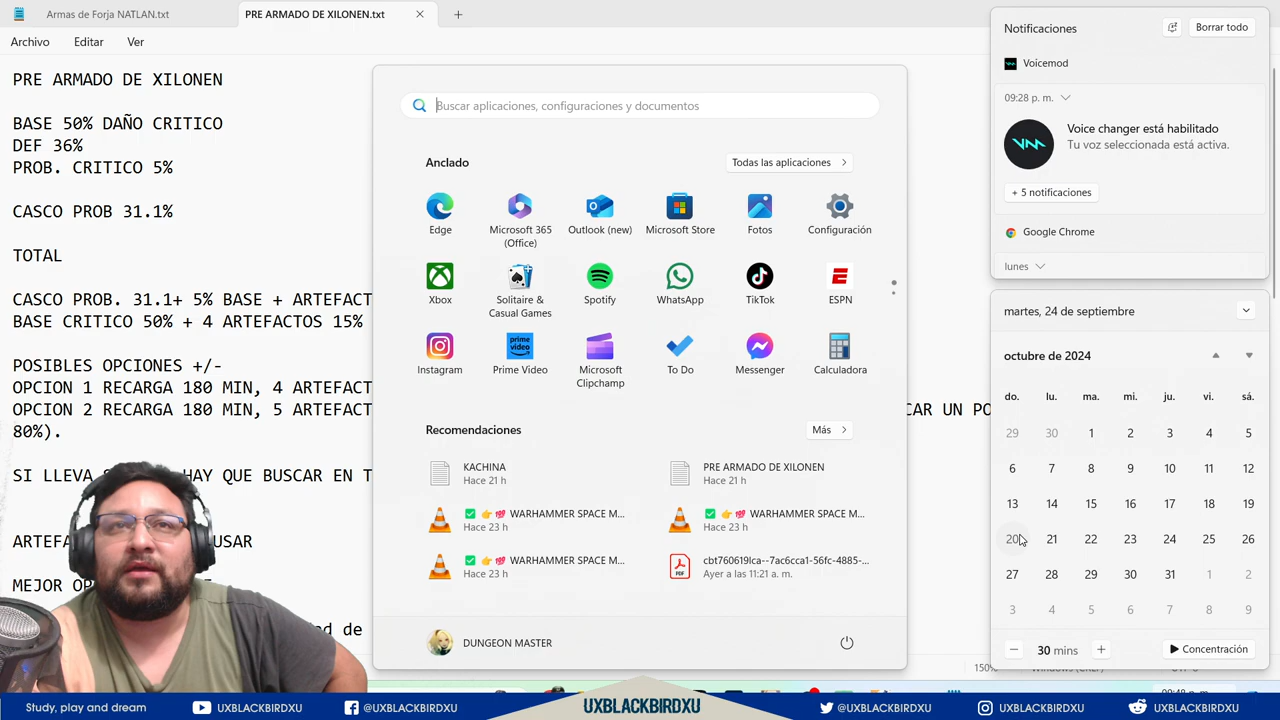 Armas de Forja NATLAN.txt
PRE ARMADO DE XILONEN.txt
Archivo Editar Ver
PRE ARMADO DE XILONEN
BASE 50% DAÑO CRITICO
DEF 36%
PROB. CRITICO 5%
CASCO PROB 31.1%
TOTAL
CASCO PROB. 31.1+ 5% BASE + ARTEFACT
BASE CRITICO 50% + 4 ARTEFACTOS 15%
POSIBLES OPCIONES +/-
OPCION 1 RECARGA 180 MIN, 4 ARTEFACT
OPCION 2 RECARGA 180 MIN, 5 ARTEFACT
CAR UN PO
80%).
SI LLEVA
HAY QUE BUSCAR EN T
ARTEFA
USAR
MEJOR OP
d de
Buscar aplicaciones, configuraciones y documentos
Anclado
Todas las aplicaciones
Edge
Microsoft 365
(Office)
Outlook (new)
Microsoft Store
Fotos
Configuración
Xbox
Solitaire &
Casual Games
Spotify
WhatsApp
TikTok
ESPN
Instagram
prime
video
Prime Video
Microsoft
Clipchamp
To Do
Messenger
Calculadora
Recomendaciones
Más
KACHINA
Hace 21 h
PRE ARMADO DE XILONEN
Hace 21 h
WARHAMMER SPACE M...
Hace 23 h
WARHAMMER SPACE M...
Hace 23 h
WARHAMMER SPACE M...
Hace 23 h
PDF
cbt760619lca--7ac6cca1-56fc-4885-...
Ayer a las 11:21 a. m.
DUNGEON MASTER
Notificaciones
Borrar todo
Voicemod
09:28 p. m.
Voice changer está habilitado
Tu voz seleccionada está activa.
+ 5 notificaciones
Google Chrome
lunes
martes, 24 de septiembre
octubre de 2024
do. lu. ma. mi. ju. vi. sá.
29 30 1 2 3 4 5
6 7 8 9 10 11 12
13 14 15 16 17 18 19
20 21 22 23 24 25 26
27 28 29 30 31 1 2
3 4 5 6 7 8 9
30 mins
Concentración
150%
Study, play and dream
UXBLACKBIRDXU
@UXBLACKBIRDXU
UXBLACKBIRDXU
@UXBLACKBIRDXU
UXBLACKBIRDXU
UXBLACKBIRDXU